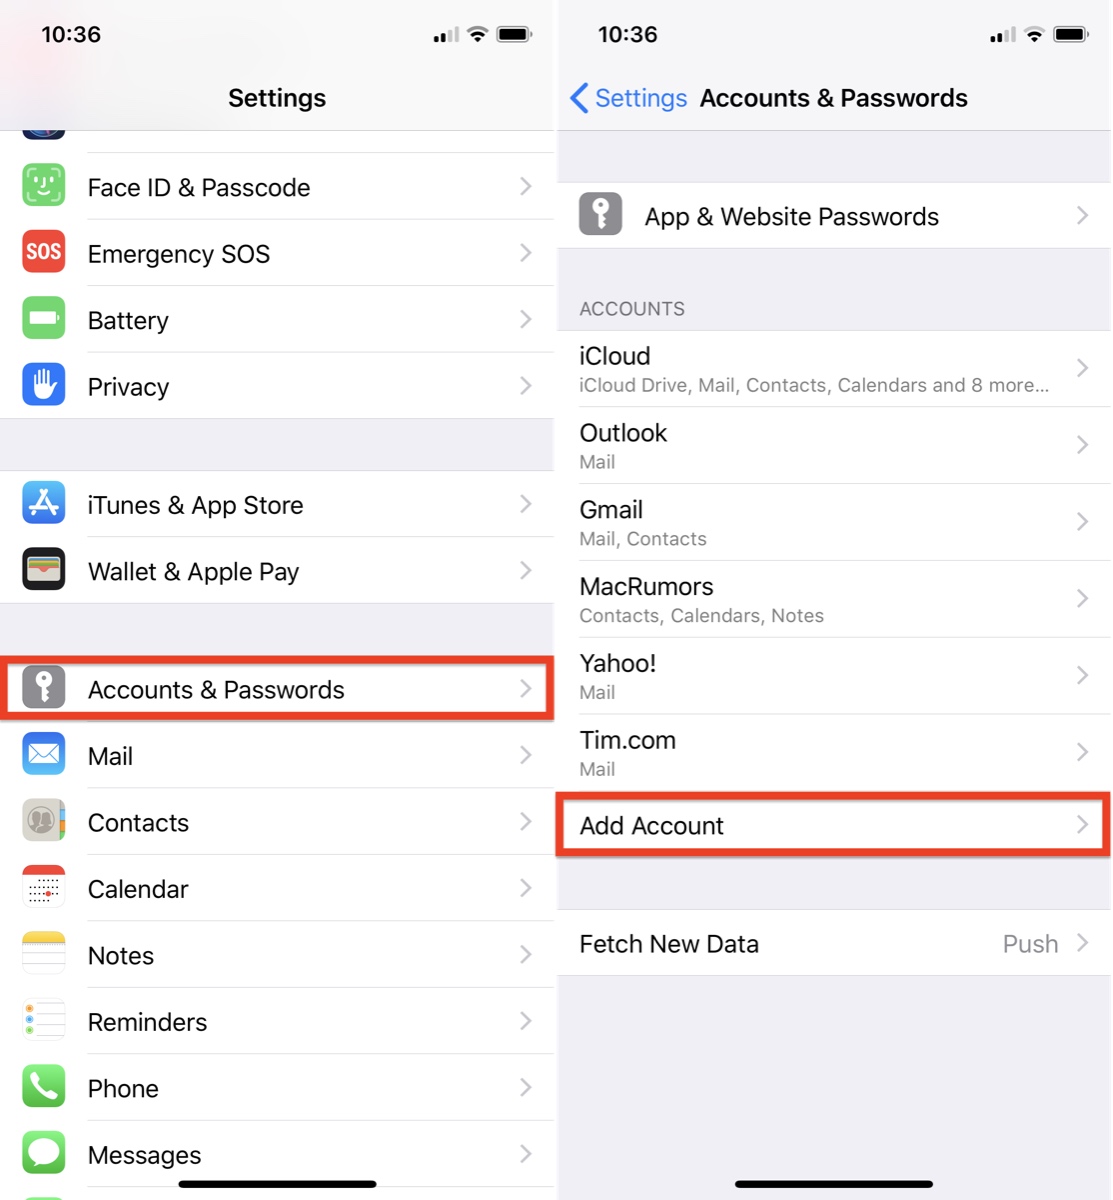 10:36
Settings
Face ID & Passcode
SOS
Emergency SOS
Battery
Privacy
iTunes & App Store
Wallet & Apple Pay
Accounts & Passwords
Mail
Contacts
Calendar
Notes
Reminders
Phone
Messages
10:36
Settings Accounts & Passwords
App & Website Passwords
ACCOUNTS
iCloud
iCloud Drive, Mail, Contacts, Calendars and 8 more...
Outlook
Mail
Gmail
Mail, Contacts
MacRumors
Contacts, Calendars, Notes
Yahoo!
Mail
Tim.com
Mail
Add Account
Fetch New Data Push